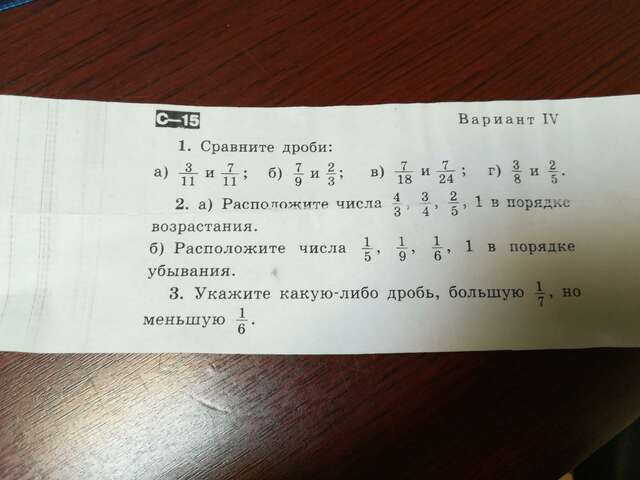 С—15 Вариант IV
1. Сравните дроби:
а) 3/11 и 7/11; б) 7/9 и 2/3; в) 7/18 и 7/24; г) 3/8 и 2/5.
2. а) Расположите числа 4/3, 3/4, 2/5, 1 в порядке
возрастания.
б) Расположите числа 1/5, 1/9, 1/6, 1 в порядке
убывания.
3. Укажите какую-либо дробь, большую 1/7, но
меньшую 1/6.